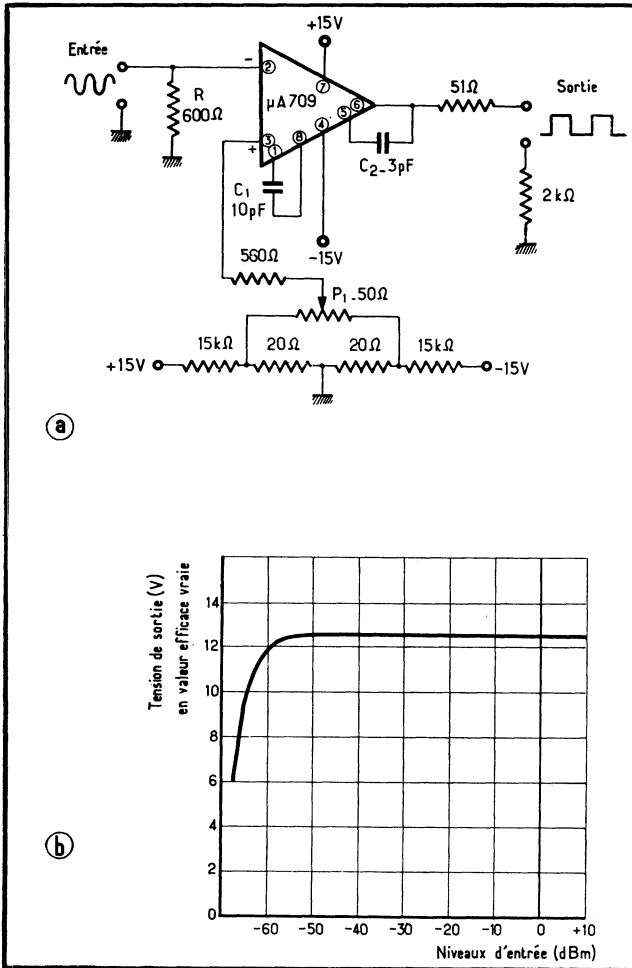 +15V
Entrée
R
600Ω
-
②
μA709
⑦
⑥
⑤
④
③
+
①
⑧
51Ω
Sortie
C₂_3pF
C₁
10pF
2kΩ
-15V
560Ω
P₁_50Ω
15kΩ
20Ω
20Ω
15kΩ
+15V
-15V
ⓐ
Tension de sortie (V)
en valeur efficace vraie
14
12
10
8
6
4
2
0
-60 -50 -40 -30 -20 -10 0 +10
Niveaux d'entrée (dBm)
ⓑ